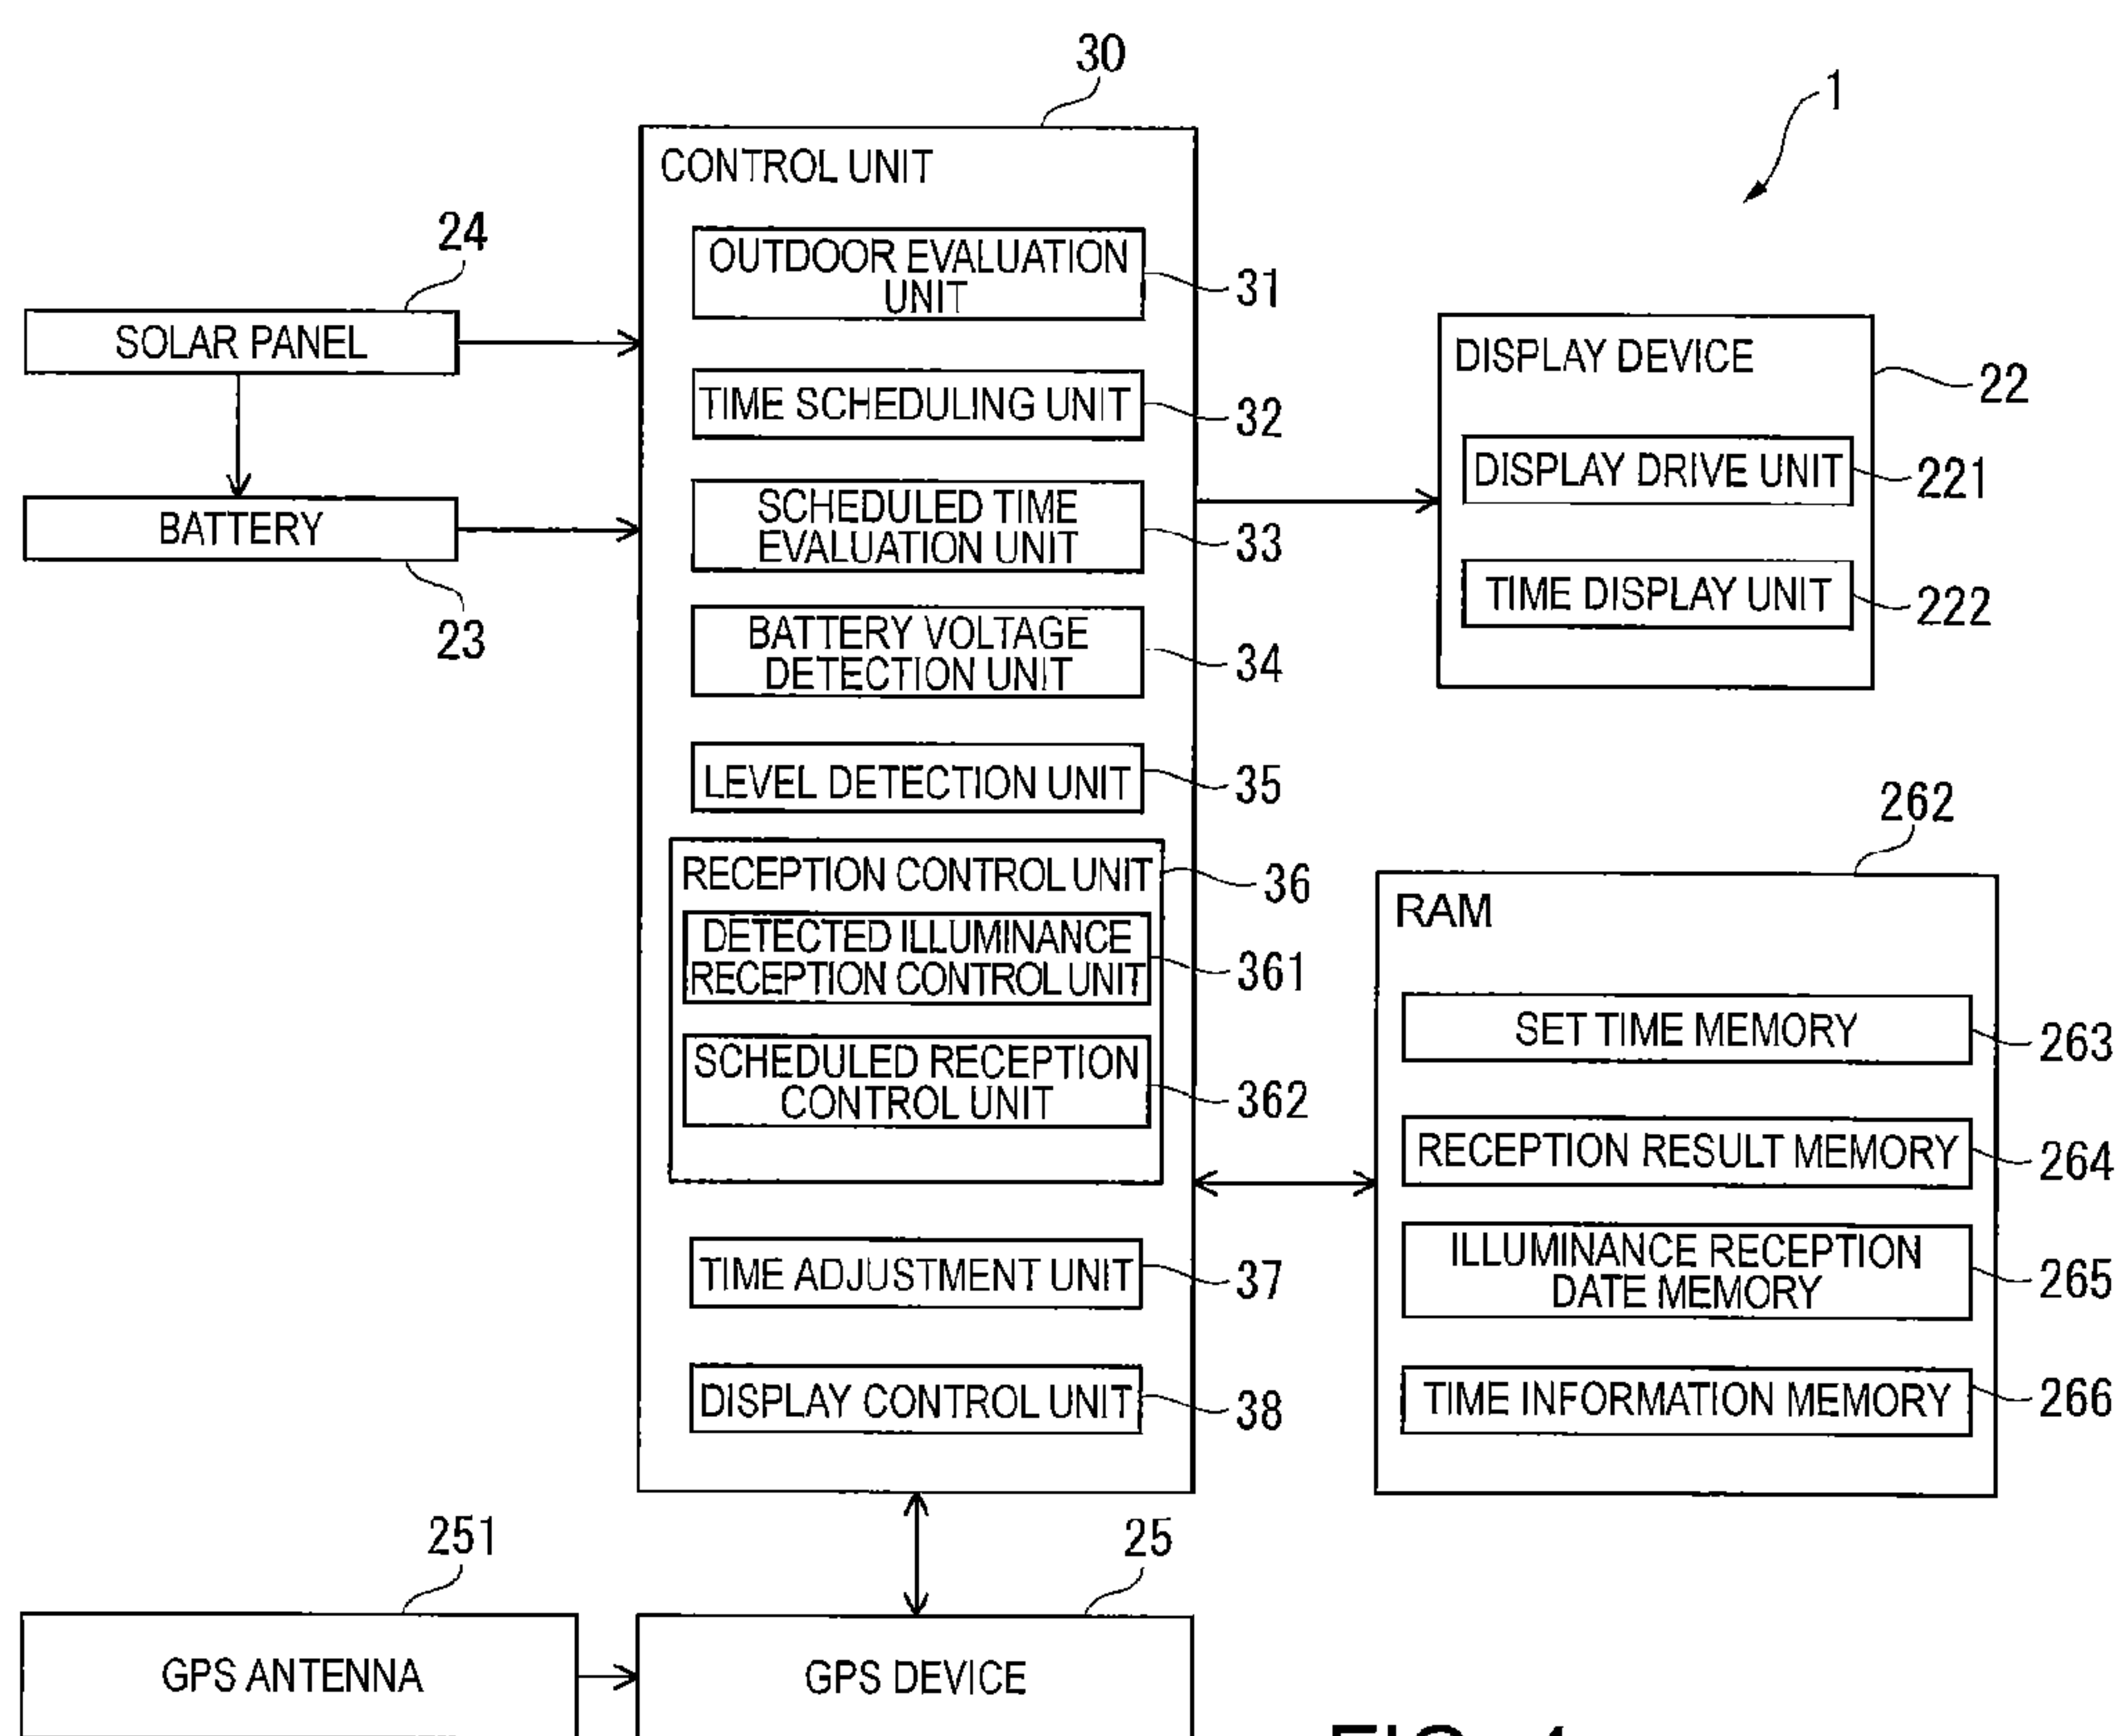 30
1
CONTROL UNIT
OUTDOOR EVALUATION
UNIT
31
24
SOLAR PANEL
TIME SCHEDULING UNIT
32
BATTERY
23
SCHEDULED TIME
EVALUATION UNIT
33
BATTERY VOLTAGE
DETECTION UNIT
34
LEVEL DETECTION UNIT
35
RECEPTION CONTROL UNIT
36
DETECTED ILLUMINANCE
RECEPTION CONTROL UNIT
361
SCHEDULED RECEPTION
CONTROL UNIT
362
TIME ADJUSTMENT UNIT
37
DISPLAY CONTROL UNIT
38
DISPLAY DEVICE
22
DISPLAY DRIVE UNIT
221
TIME DISPLAY UNIT
222
262
RAM
SET TIME MEMORY
263
RECEPTION RESULT MEMORY
264
ILLUMINANCE RECEPTION
DATE MEMORY
265
TIME INFORMATION MEMORY
266
251
GPS ANTENNA
25
GPS DEVICE